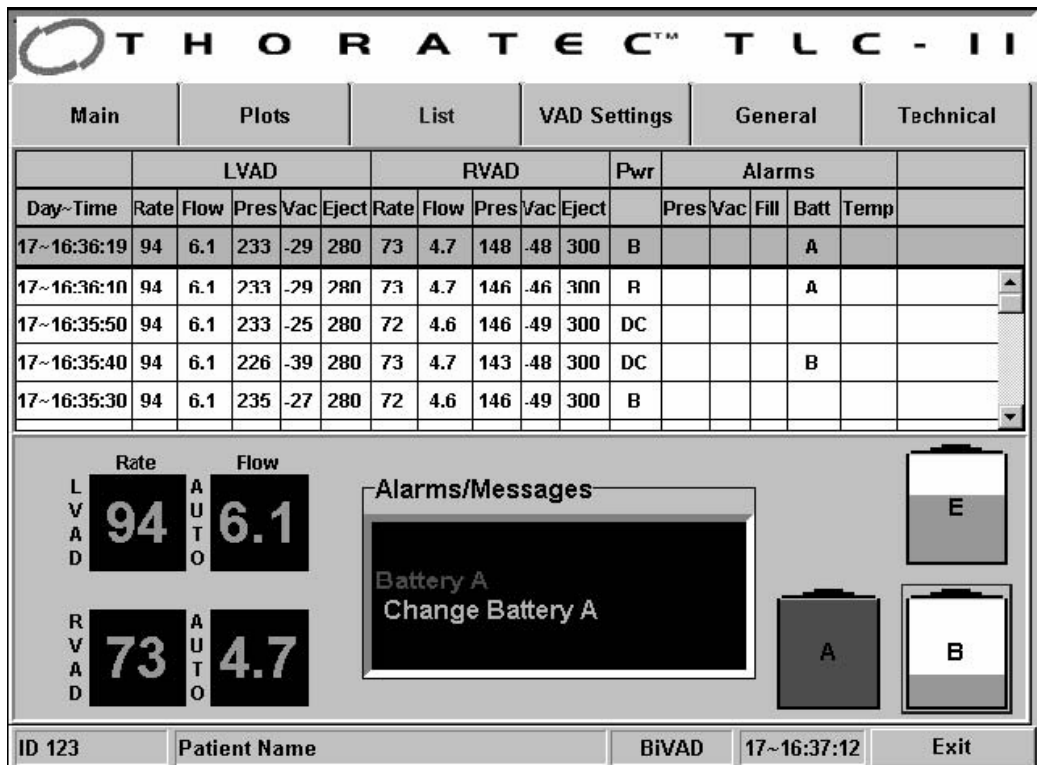 THORATEC™ TLC-II
Main Plots List VAD Settings General Technical
LVAD RVAD Pwr Alarms
Day~Time Rate Flow Pres Vac Eject Rate Flow Pres Vac Eject Pres Vac Fill Batt Temp
17~16:36:19 94 6.1 233 -29 280 73 4.7 148 -48 300 B A
17~16:36:10 94 6.1 233 -29 280 73 4.7 146 -46 300 B A
17~16:35:50 94 6.1 233 -25 280 72 4.6 146 -49 300 DC
17~16:35:40 94 6.1 226 -39 280 73 4.7 143 -48 300 DC B
17~16:35:30 94 6.1 235 -27 280 72 4.6 146 -49 300 B
Rate Flow
LVAD 94 AUTO 6.1
RVAD 73 AUTO 4.7
Alarms/Messages
Battery A
Change Battery A
E
A
B
ID 123 Patient Name BiVAD 17~16:37:12 Exit